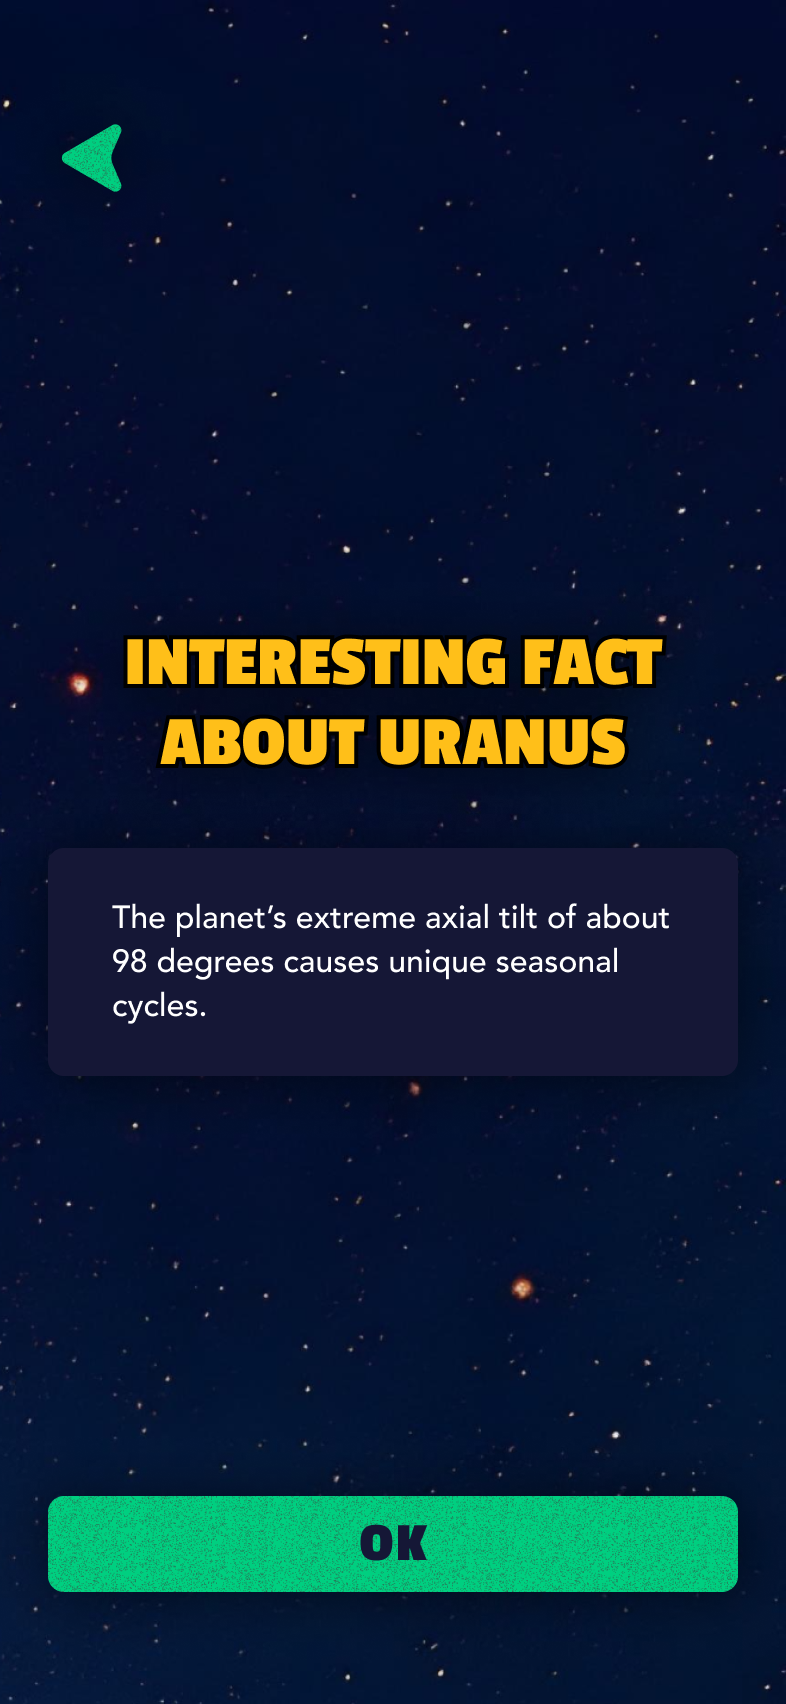 INTERESTING FACT
ABOUT URANUS
The planet’s extreme axial tilt of about
98 degrees causes unique seasonal
cycles.
OK